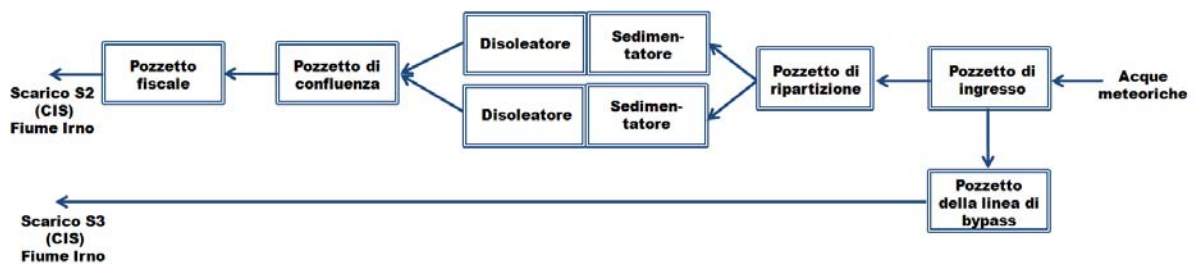 Disoleatore
Sedimen-
tatore
Pozzetto
fiscale
Pozzetto di
confluenza
Pozzetto di
ripartizione
Pozzetto di
ingresso
Acque
meteoriche
Scarico S2
(CIS)
Fiume Irno
Disoleatore
Sedimen-
tatore
Pozzetto
della linea di
bypass
Scarico S3
(CIS)
Fiume Irno